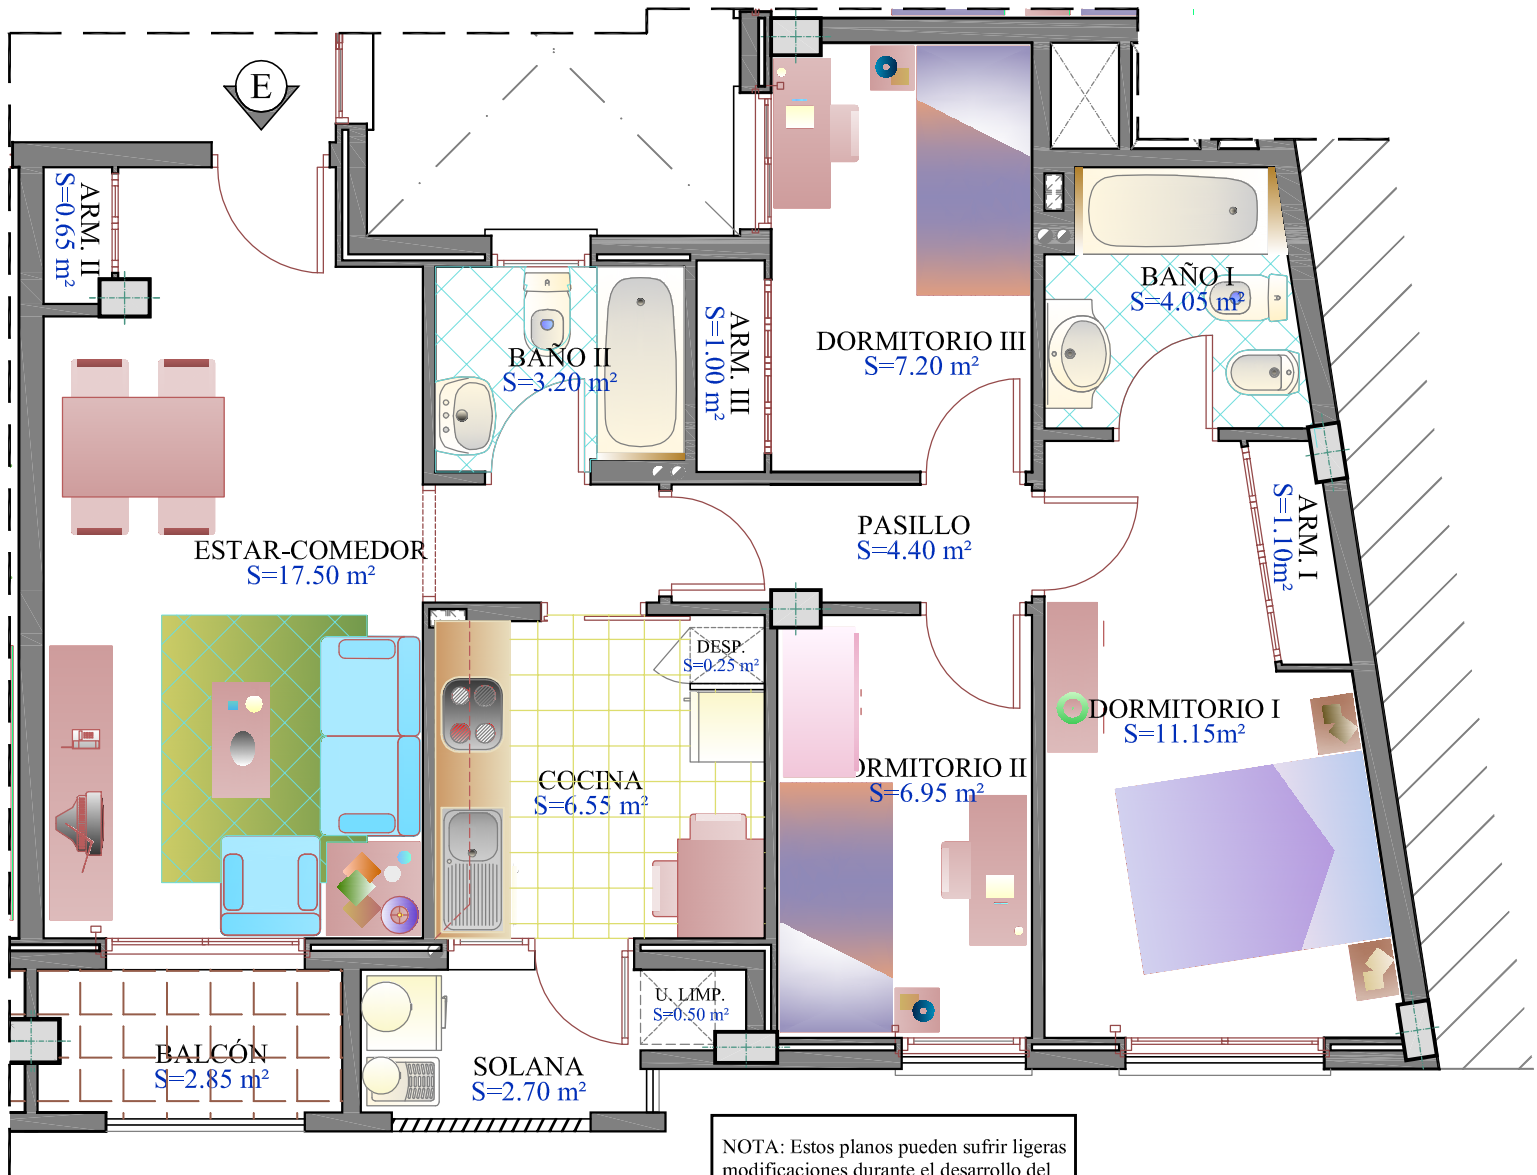 E
ARM. II
S=0.65 m²
BAÑO II
S=3.20 m²
ARM. III
S=1.00 m²
DORMITORIO III
S=7.20 m²
BAÑO I
S=4.05 m²
ESTAR-COMEDOR
S=17.50 m²
PASILLO
S=4.40 m²
ARM. I
S=1.10m²
DESP.
S=0.25 m²
COCINA
S=6.55 m²
ORMITORIO II
S=6.95 m²
DORMITORIO I
S=11.15m²
BALCÓN
S=2.85 m²
SOLANA
S=2.70 m²
U. LIMP.
S=0.50 m²
NOTA: Estos planos pueden sufrir ligeras
modificaciones durante el desarrollo del